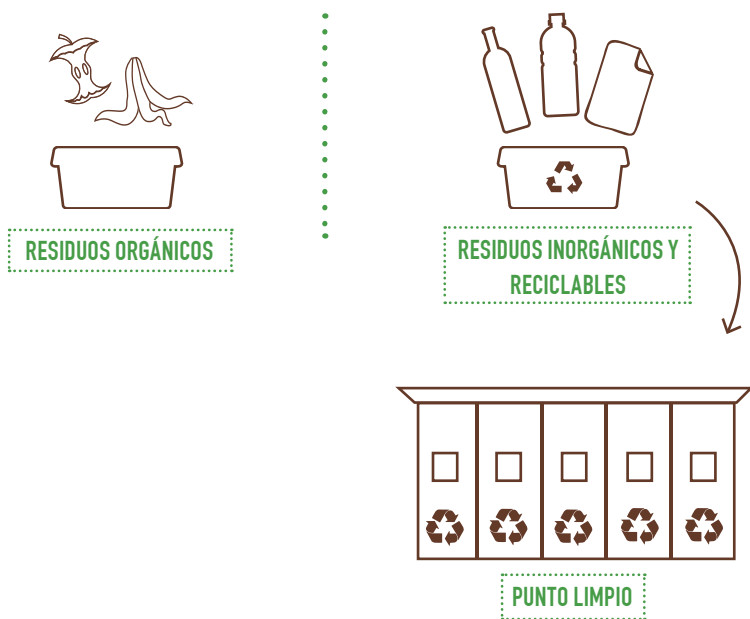 RESIDUOS ORGÁNICOS
RESIDUOS INORGÁNICOS Y
RECICLABLES
PUNTO LIMPIO